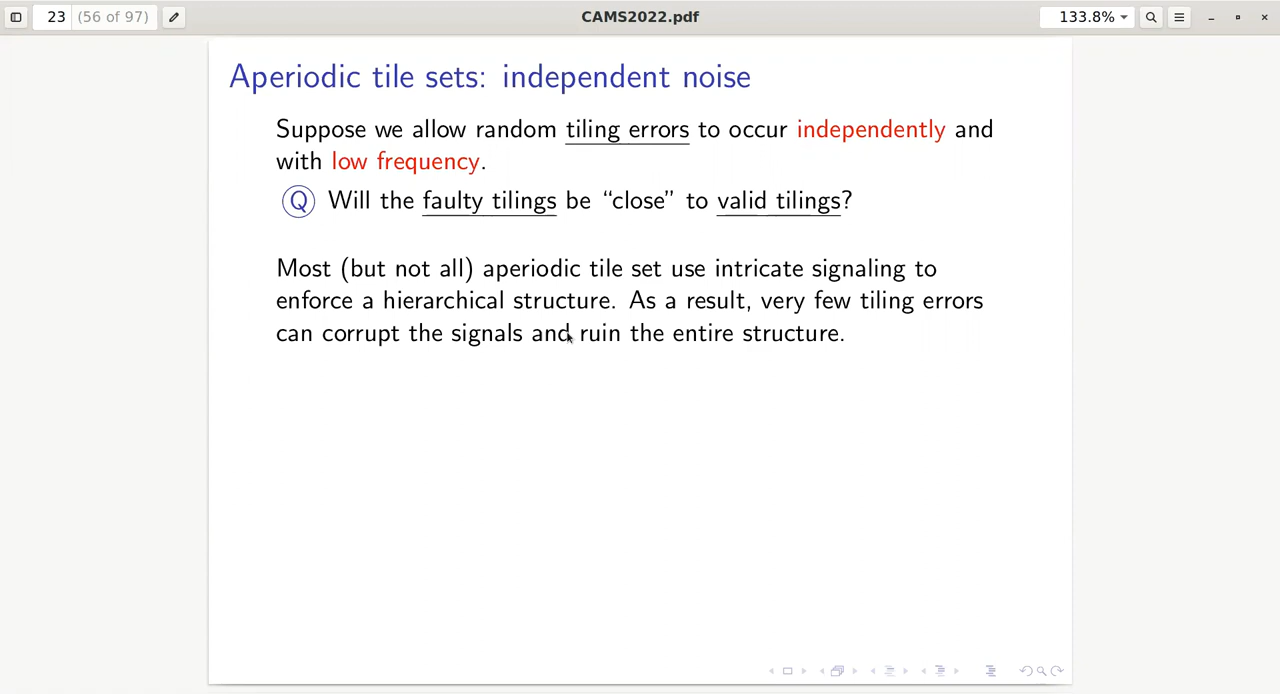 23 (56 of 97)
CAMS2022.pdf
133.8%
Aperiodic tile sets: independent noise
Suppose we allow random tiling errors to occur independently and
with low frequency.
Q Will the faulty tilings be “close” to valid tilings?
Most (but not all) aperiodic tile set use intricate signaling to
enforce a hierarchical structure. As a result, very few tiling errors
can corrupt the signals and ruin the entire structure.